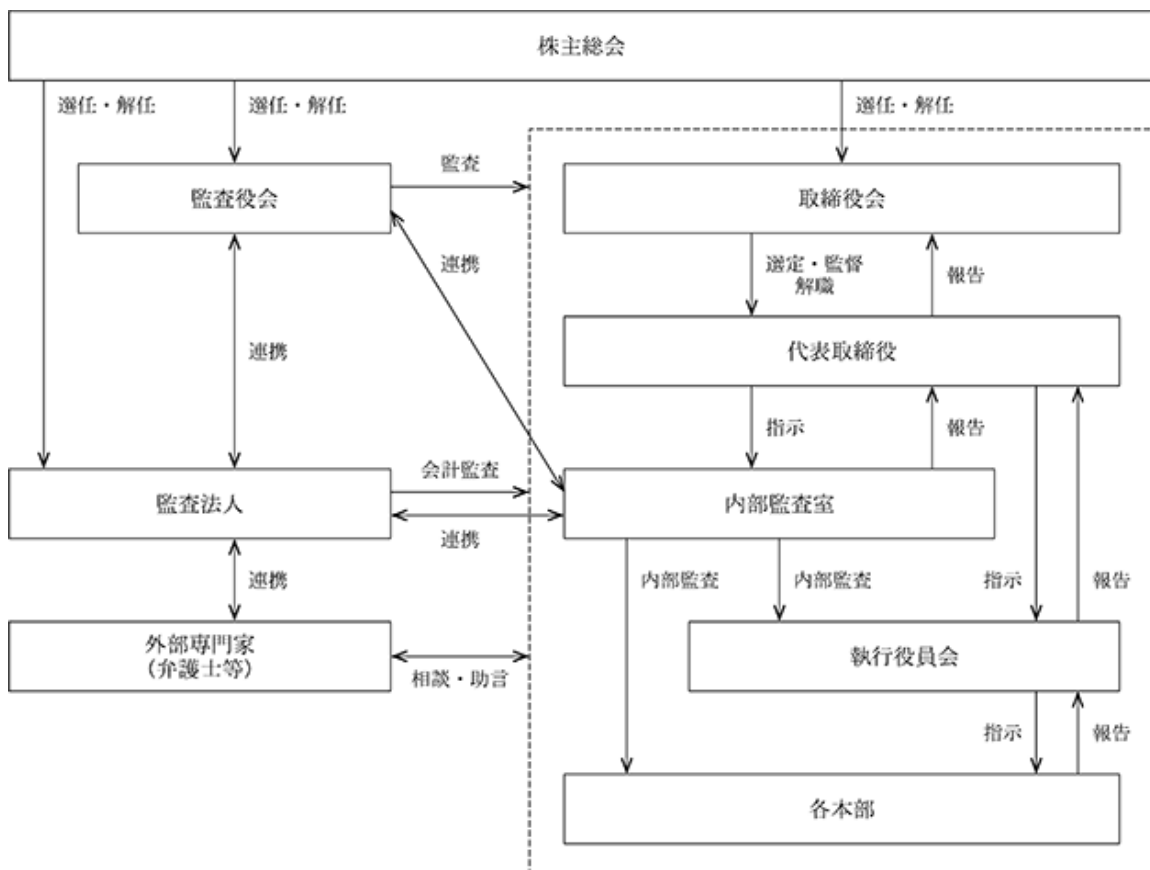 株主総会
選任・解任
選任・解任
選任・解任
監査
監査役会
取締役会
連携
選定・監督
解職
報告
連携
代表取締役
指示
報告
会計監査
監査法人
内部監査室
連携
連携
内部監査
内部監査
指示
報告
外部専門家
（弁護士等）
執行役員会
相談・助言
指示
報告
各本部